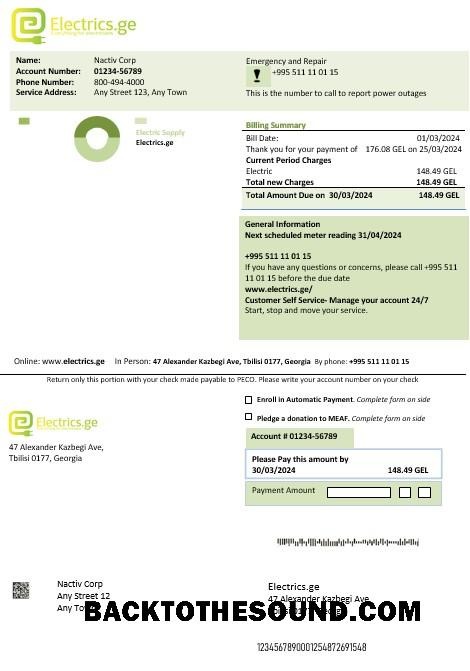 Electrics.ge
Name: Nactiv Corp
Account Number: 01234-56789
Phone Number: 800-494-4000
Service Address: Any Street 123, Any Town
Emergency and Repair
+995 511 11 01 15
This is the number to call to report power outages
Electric Supply
Electrics.ge
Billing Summary
Bill Date: 01/03/2024
Thank you for your payment of 176.08 GEL on 25/03/2024
Current Period Charges
Electric 148.49 GEL
Total new Charges 148.49 GEL
Total Amount Due on 30/03/2024 148.49 GEL
General Information
Next scheduled meter reading 31/04/2024
+995 511 11 01 15
If you have any questions or concerns, please call +995 511
11 01 15 before the due date
www.electrics.ge/
Customer Self Service- Manage your account 24/7
Start, stop and move your service.
Online: www.electrics.ge In Person: 47 Alexander Kazbegi Ave, Tbilisi 0177, Georgia By phone: +995 511 11 01 15
Return only this portion with your check made payable to PECO. Please write your account number on your check
Electrics.ge
47 Alexander Kazbegi Ave,
Tbilisi 0177, Georgia
Enroll in Automatic Payment. Complete form on side
Pledge a donation to MEAF. Complete form on side
Account # 01234-56789
Please Pay this amount by
30/03/2024 148.49 GEL
Payment Amount
Nactiv Corp
Any Street 12
Any
Electrics.ge
47 Alexander Kazbegi Ave,
BACKTOTHESOUND.COM